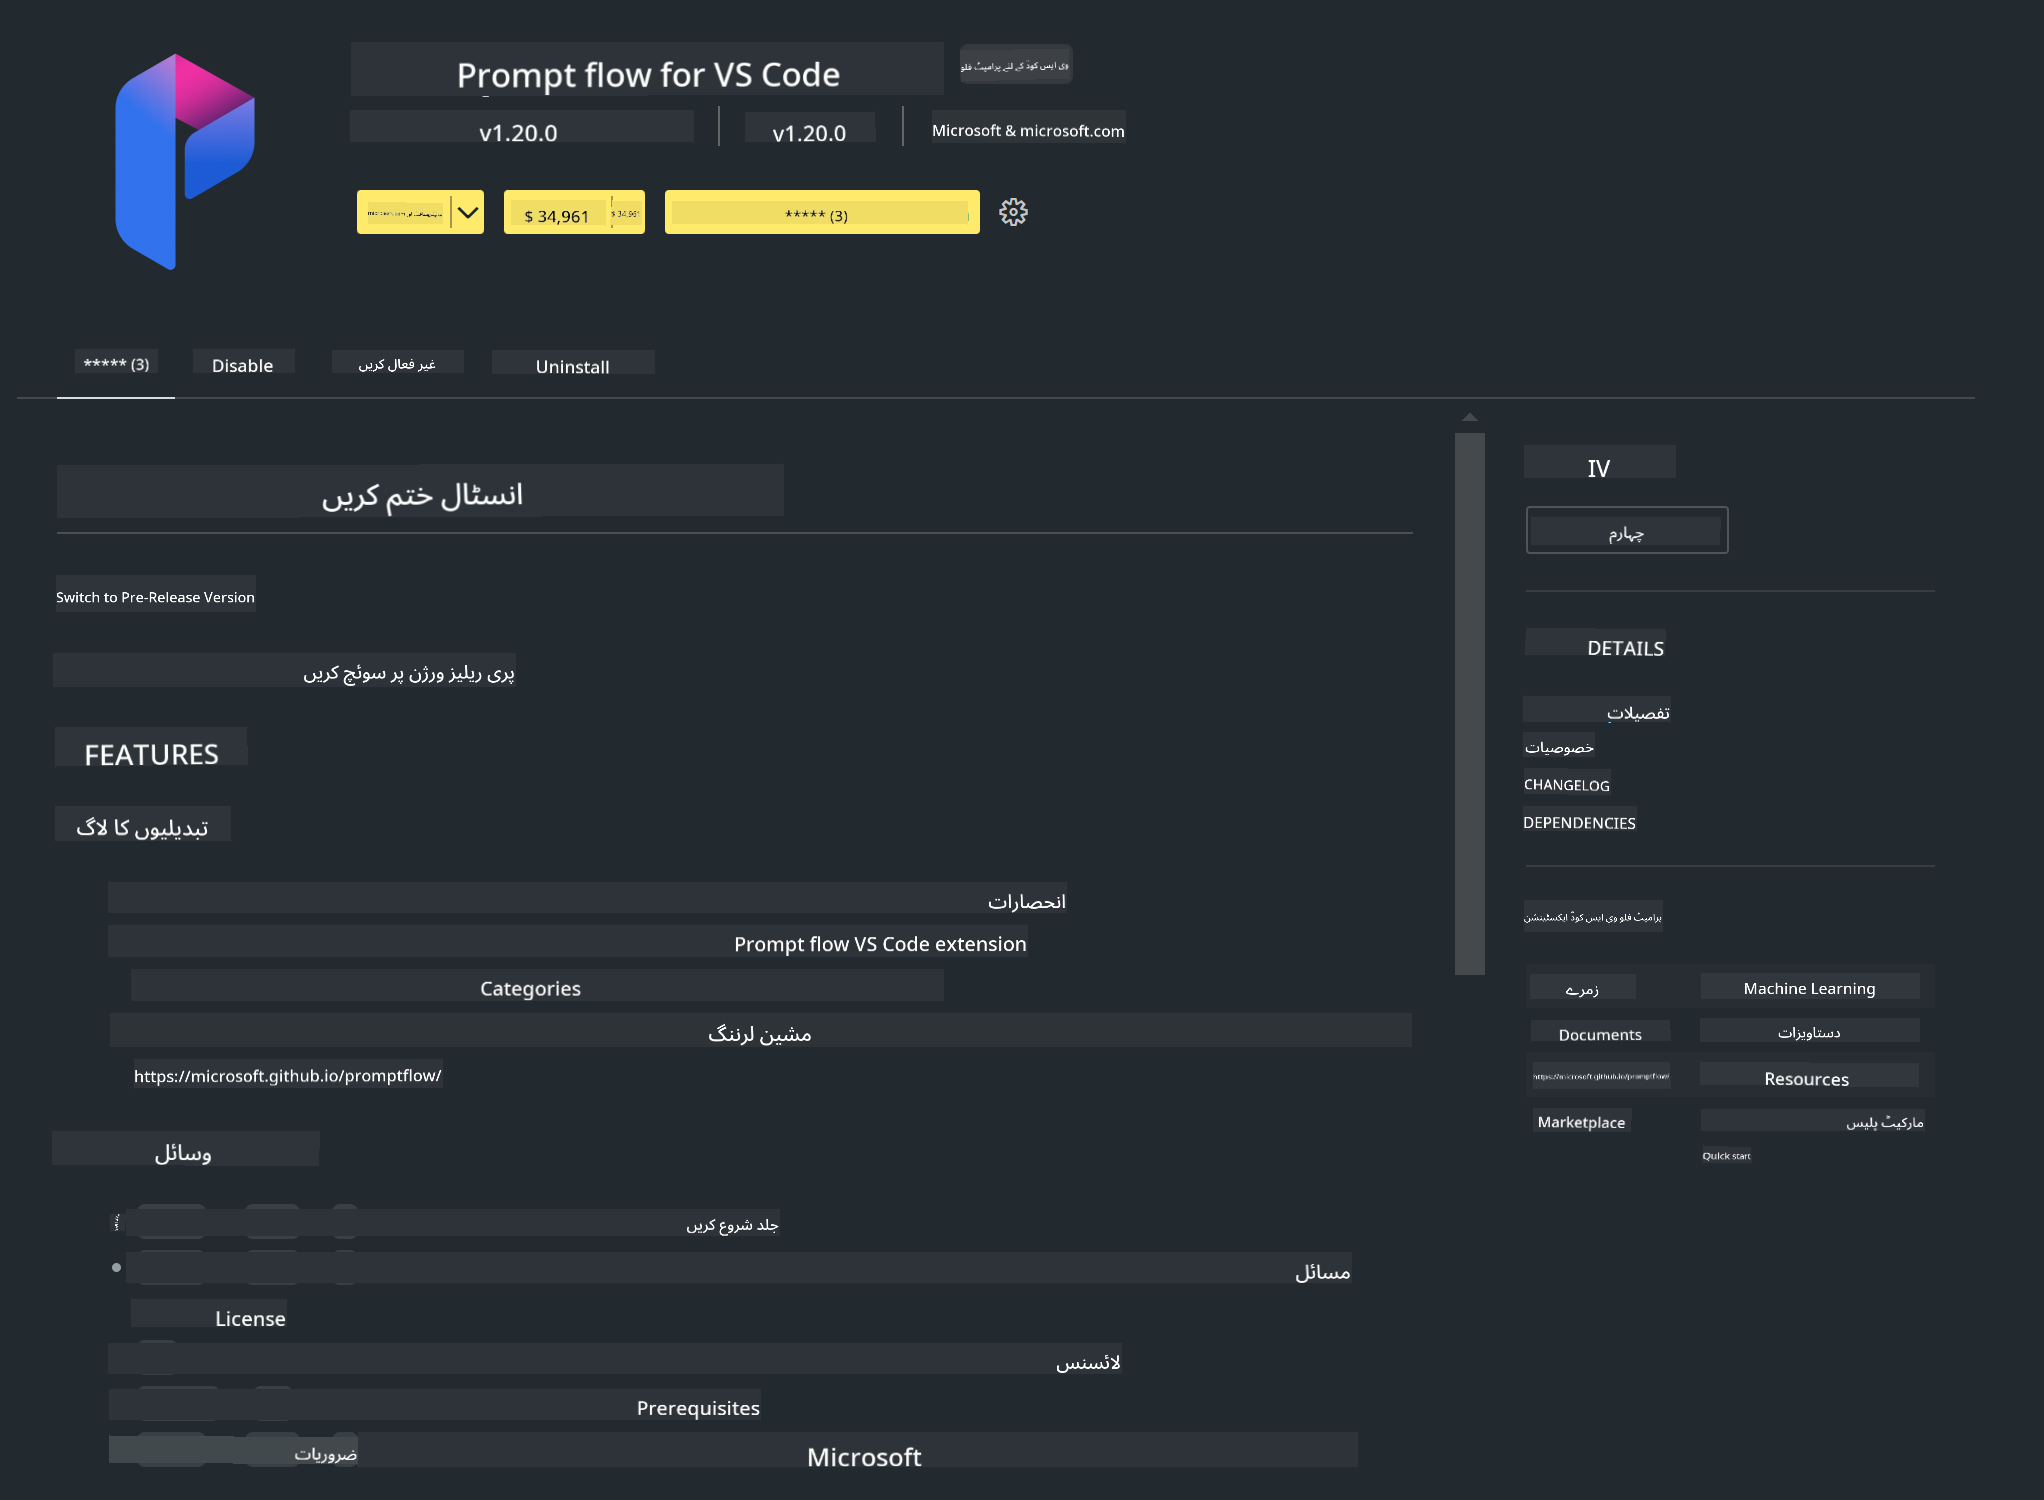 Prompt flow for VS Code
وی ایس کوڈ کے لئے پرامپٹ فلو
v1.20.0
v1.20.0
Microsoft & microsoft.com
$ 34,961
$ 34,961
***** (3)
***** (3)
Disable
غیر فعال کریں
Uninstall
انسٹال ختم کریں
Switch to Pre-Release Version
پری ریلیز ورژن پر سوئچ کریں
FEATURES
تبدیلیوں کا لاگ
انحصارات
Prompt flow VS Code extension
Categories
مشین لرننگ
https://microsoft.github.io/promptflow/
وسائل
جلد شروع کریں
مسائل
License
لائسنس
Prerequisites
ضروریات
Microsoft
IV
چہارم
DETAILS
تفصیلات
خصوصیات
CHANGELOG
DEPENDENCIES
پرامپٹ فلو وی ایس کوڈ ایکسٹینشن
زمرے
Machine Learning
Documents
دستاویزات
https://microsoft.github.io/promptflow/
Resources
Marketplace
مارکیٹ پلیس
Quick start